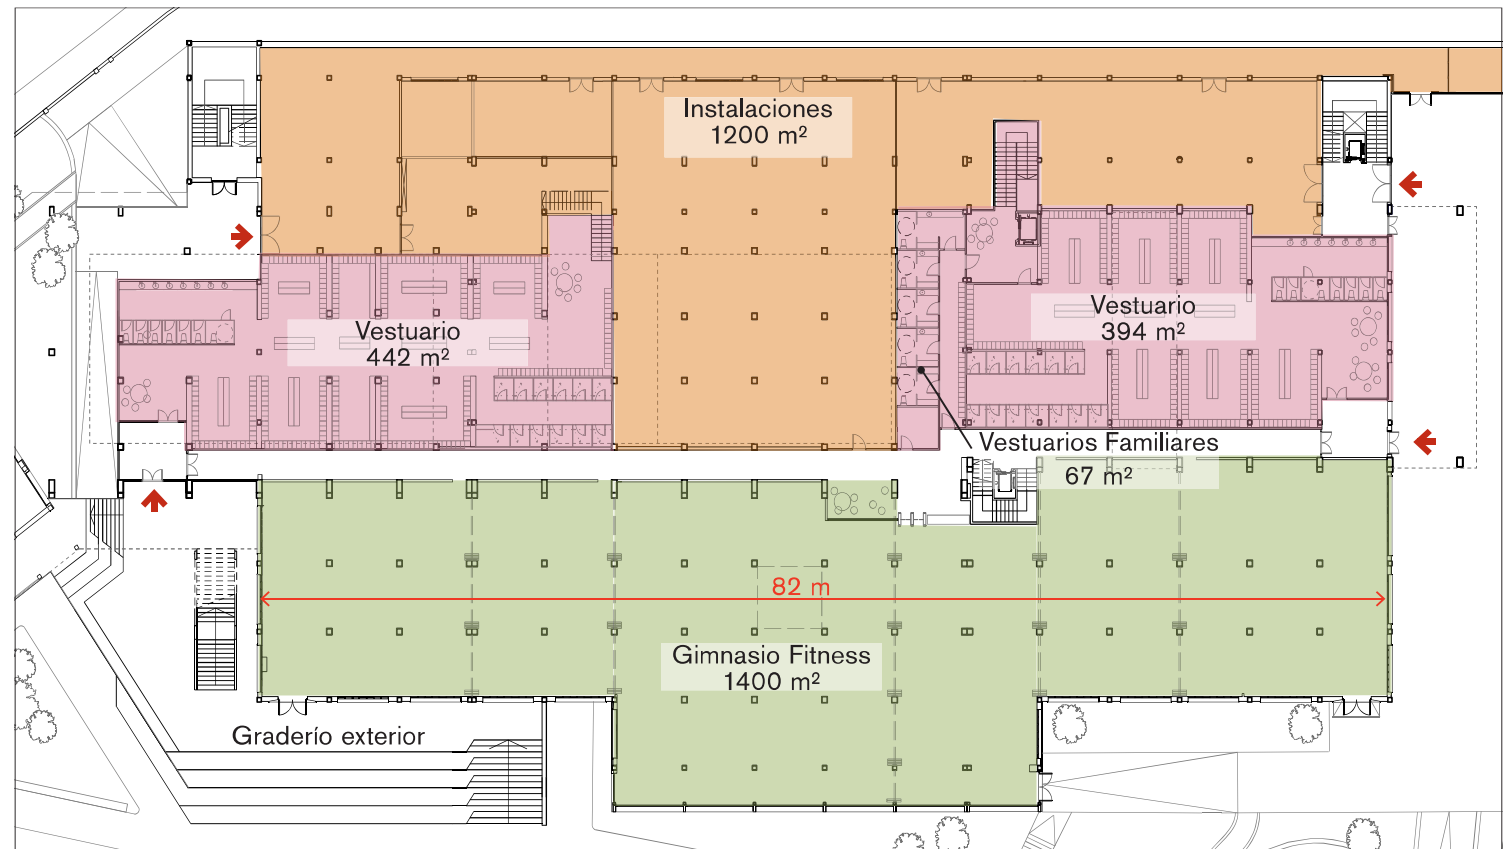 Instalaciones
1200 m²
Vestuario
442 m²
Vestuario
394 m²
Vestuarios Familiares
67 m²
82 m
Gimnasio Fitness
1400 m²
Graderío exterior